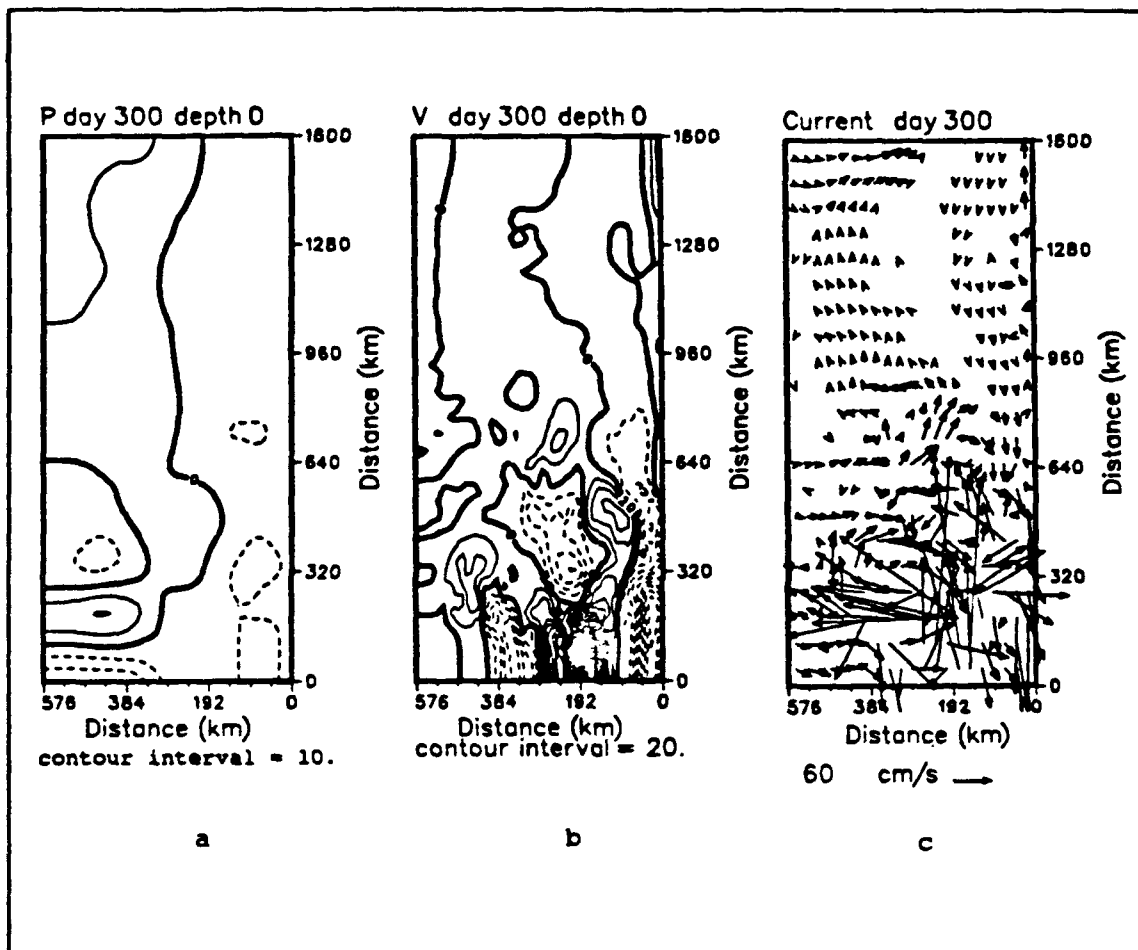 P day 300 depth 0
1600
1280
960
640
320
0
Distance (km)
576 384 192 0
Distance (km)
contour interval = 10.
a
V day 300 depth 0
1600
1280
960
640
320
0
Distance (km)
576 384 192 0
Distance (km)
contour interval = 20.
b
Current day 300
1600
1280
960
640
320
0
Distance (km)
576 384 192 0
Distance (km)
60 cm/s
c